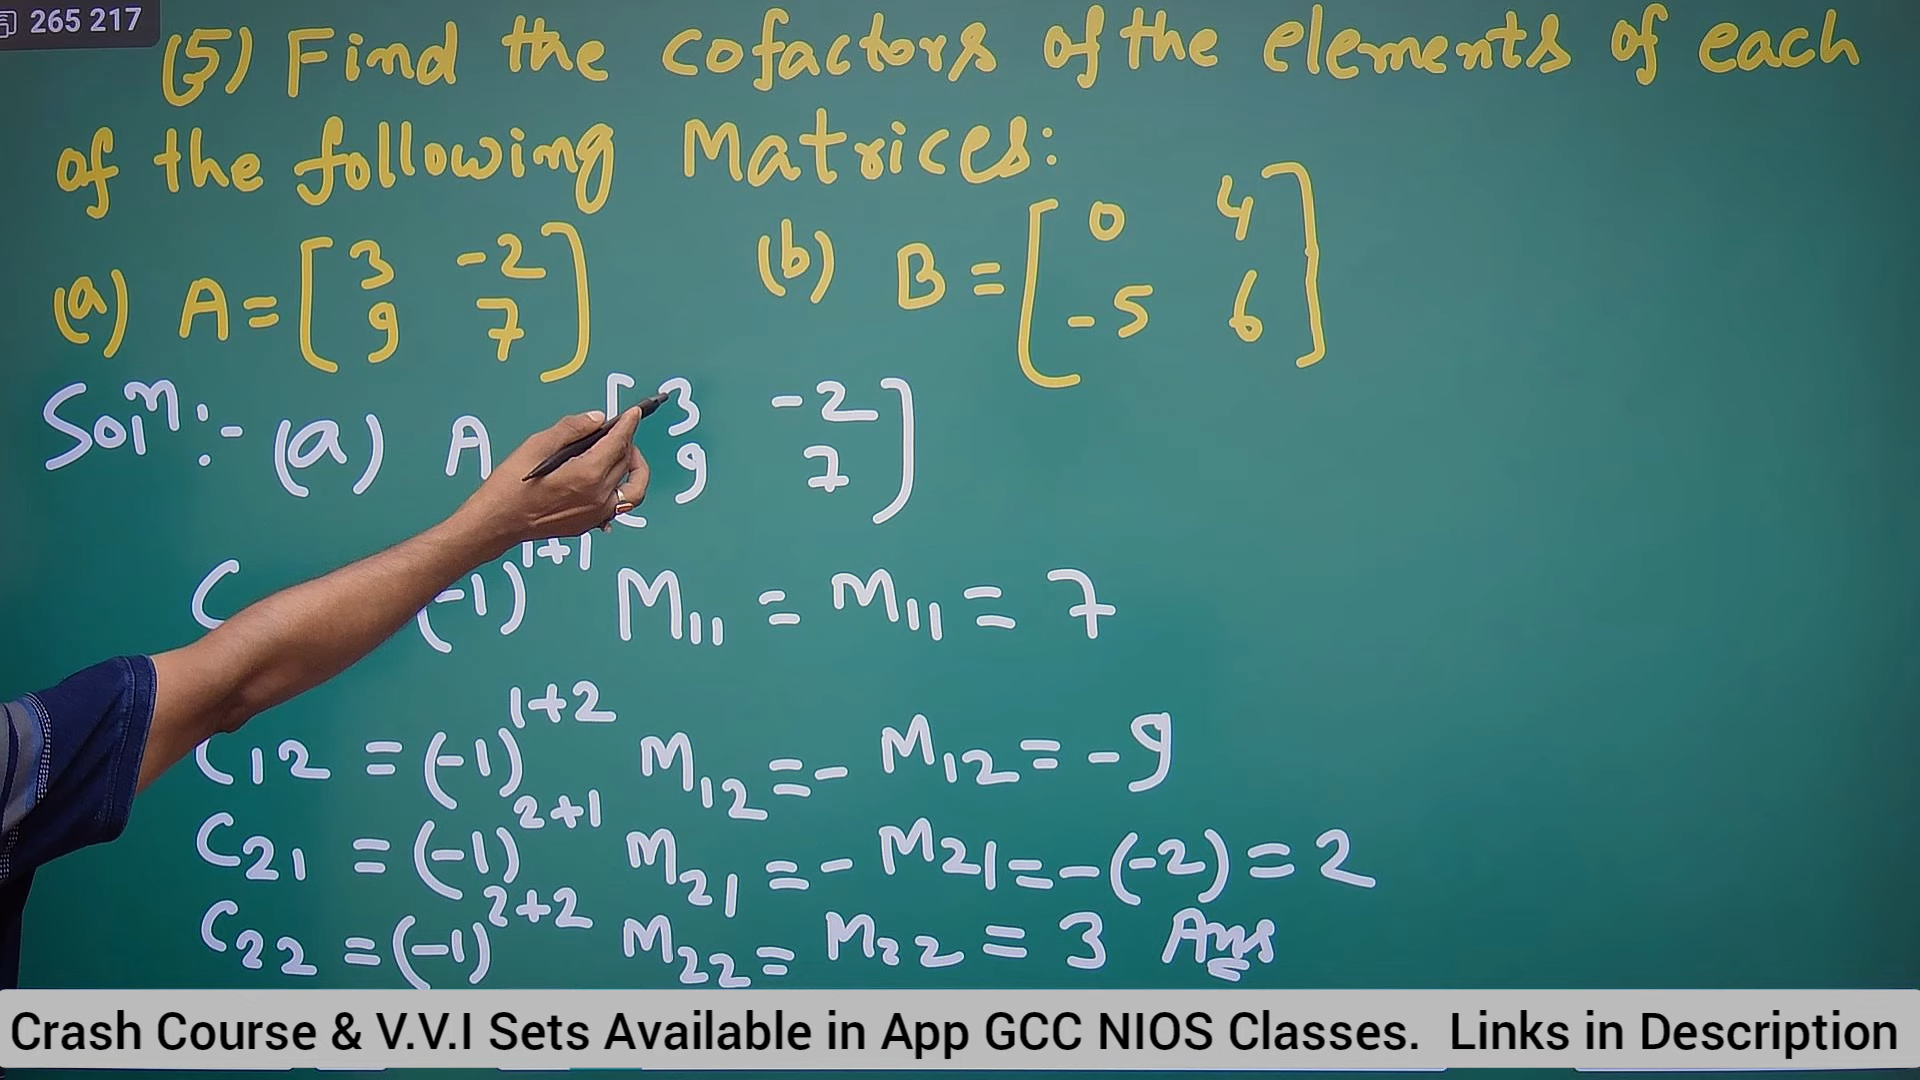 265 217
(5) Find the cofactors of the elements of each
of the following Matrices:
(a) A = [ 3 -2 9 7 ] (b) B = [ 0 4 -5 6 ]
Solⁿ:- (a) A [ 3 -2 9 7 ]
C (-1)¹⁺¹ M₁₁ = M₁₁ = 7
C₁₂ = (-1)¹⁺² M₁₂ = - M₁₂ = -9
C₂₁ = (-1)²⁺¹ M₂₁ = - M₂₁ = -(-2) = 2
C₂₂ = (-1)²⁺² M₂₂ = M₂₂ = 3 Ans
Crash Course & V.V.I Sets Available in App GCC NIOS Classes. Links in Description